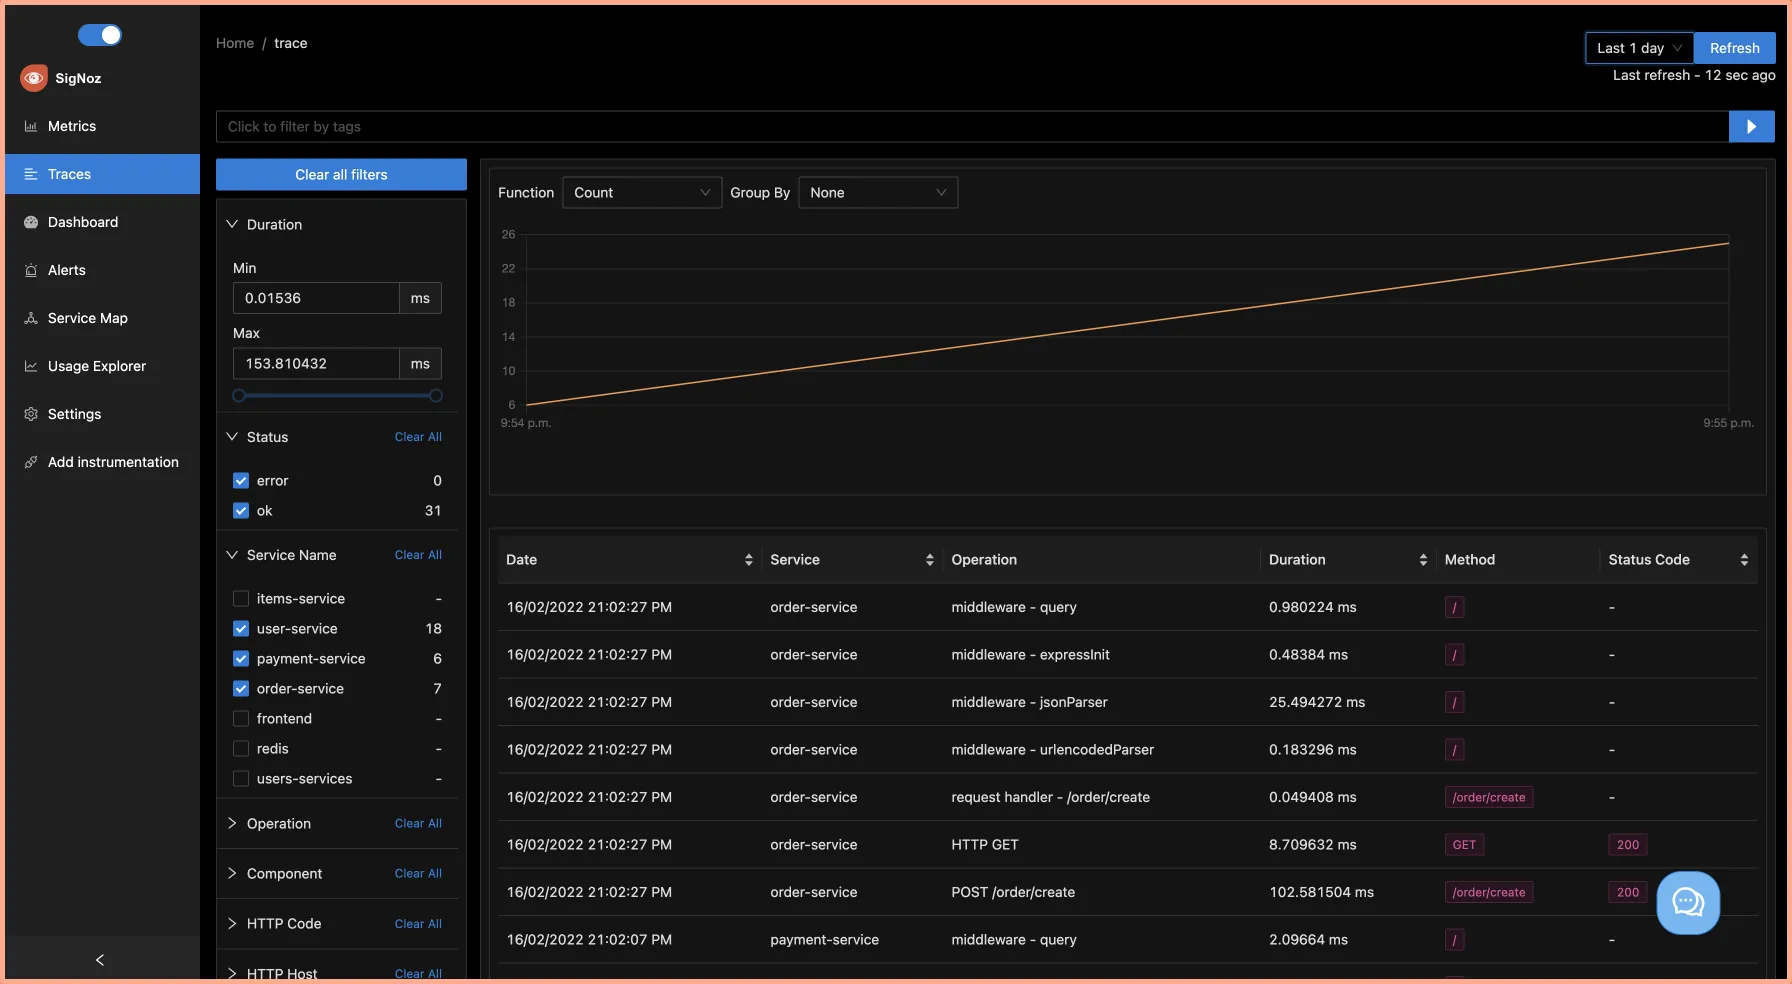 SigNoz
Metrics
Traces
Dashboard
Alerts
Service Map
Usage Explorer
Settings
Add instrumentation
Home / trace
Last 1 day
Refresh
Last refresh - 12 sec ago
Click to filter by tags
Clear all filters
Duration
Min
0.01536 ms
Max
153.810432 ms
Status Clear All
error 0
ok 31
Service Name Clear All
items-service -
user-service 18
payment-service 6
order-service 7
frontend -
redis -
users-services -
Operation Clear All
Component Clear All
HTTP Code Clear All
HTTP Host Clear All
Function Count Group By None
26
22
18
14
10
6
9:54 p.m. 9:55 p.m.
Date Service Operation Duration Method Status Code
16/02/2022 21:02:27 PM order-service middleware - query 0.980224 ms / -
16/02/2022 21:02:27 PM order-service middleware - expressInit 0.48384 ms / -
16/02/2022 21:02:27 PM order-service middleware - jsonParser 25.494272 ms / -
16/02/2022 21:02:27 PM order-service middleware - urlencodedParser 0.183296 ms / -
16/02/2022 21:02:27 PM order-service request handler - /order/create 0.049408 ms /order/create -
16/02/2022 21:02:27 PM order-service HTTP GET 8.709632 ms GET 200
16/02/2022 21:02:27 PM order-service POST /order/create 102.581504 ms /order/create 200
16/02/2022 21:02:07 PM payment-service middleware - query 2.09664 ms / -